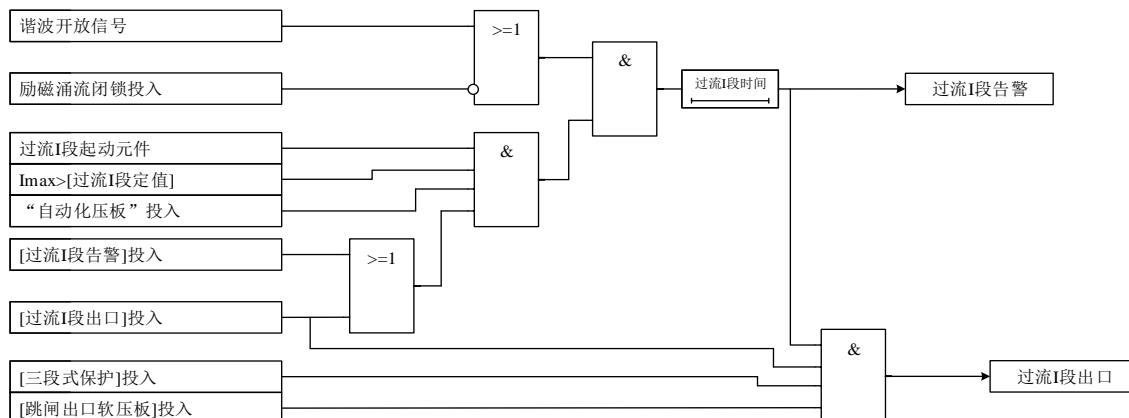 谐波开放信号
>=1
&
励磁涌流闭锁投入
过流I段时间
过流I段告警
过流I段起动元件
&
Imax>[过流I段定值]
“自动化压板”投入
[过流I段告警]投入
>=1
[过流I段出口]投入
&
[三段式保护]投入
过流I段出口
[跳闸出口软压板]投入